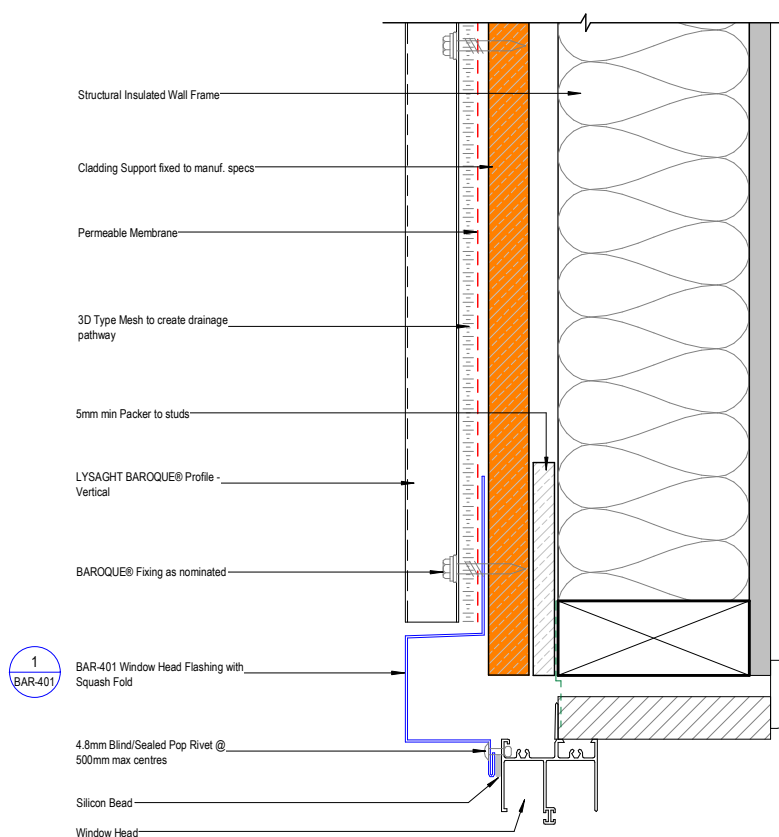 Structural Insulated Wall Frame
Cladding Support fixed to manuf. specs
Permeable Membrane
3D Type Mesh to create drainage
pathway
5mm min Packer to studs
LYSAGHT BAROQUE® Profile -
Vertical
BAROQUE® Fixing as nominated
1
BAR-401
BAR-401 Window Head Flashing with
Squash Fold
4.8mm Blind/Sealed Pop Rivet @
500mm max centres
Silicon Bead
Window Head